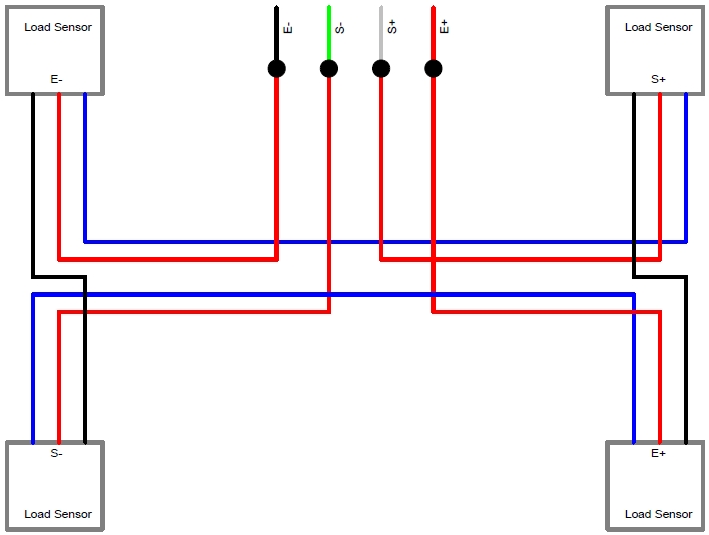 Load Sensor
E-
E-
S-
S+
E+
Load Sensor
S+
S-
Load Sensor
E+
Load Sensor